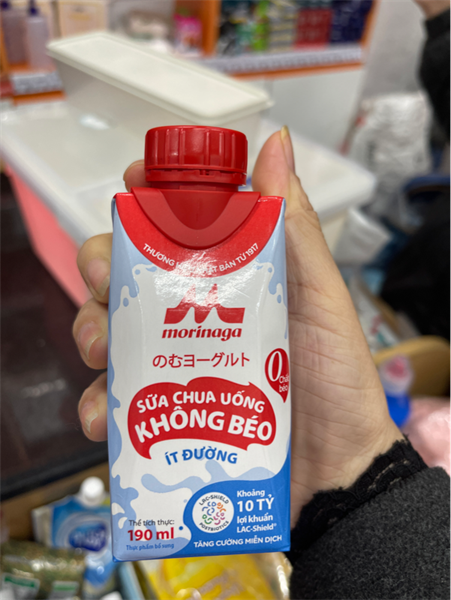 THƯƠNG HIỆU NHẬT BẢN TỪ 1917
morinaga
のむヨーグルト
0 Chất béo
SỮA CHUA UỐNG
KHÔNG BÉO
ÍT ĐƯỜNG
LAC-SHIELD
POSTBIOTICS
Khoảng
10 TỶ
lợi khuẩn
LAC-Shield
TĂNG CƯỜNG MIỄN DỊCH
Thể tích thực:
190 ml
Thực phẩm bổ sung